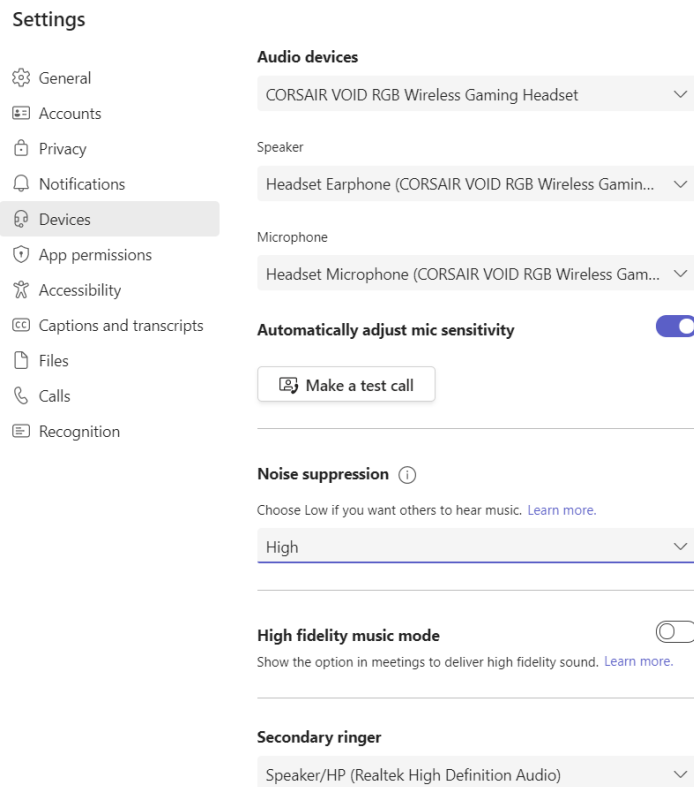 Settings
General
Accounts
Privacy
Notifications
Devices
App permissions
Accessibility
Captions and transcripts
Files
Calls
Recognition
Audio devices
CORSAIR VOID RGB Wireless Gaming Headset
Speaker
Headset Earphone (CORSAIR VOID RGB Wireless Gamin...
Microphone
Headset Microphone (CORSAIR VOID RGB Wireless Gam...
Automatically adjust mic sensitivity
Make a test call
Noise suppression
Choose Low if you want others to hear music. Learn more.
High
High fidelity music mode
Show the option in meetings to deliver high fidelity sound. Learn more.
Secondary ringer
Speaker/HP (Realtek High Definition Audio)